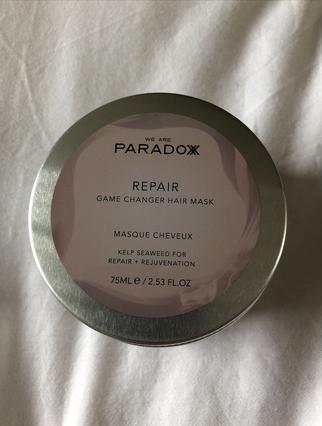 WE ARE
PARADOXX
REPAIR
GAME CHANGER HAIR MASK
MASQUE CHEVEUX
KELP SEAWEED FOR
REPAIR + REJUVENATION
75ML ℮ / 2.53 FL.OZ